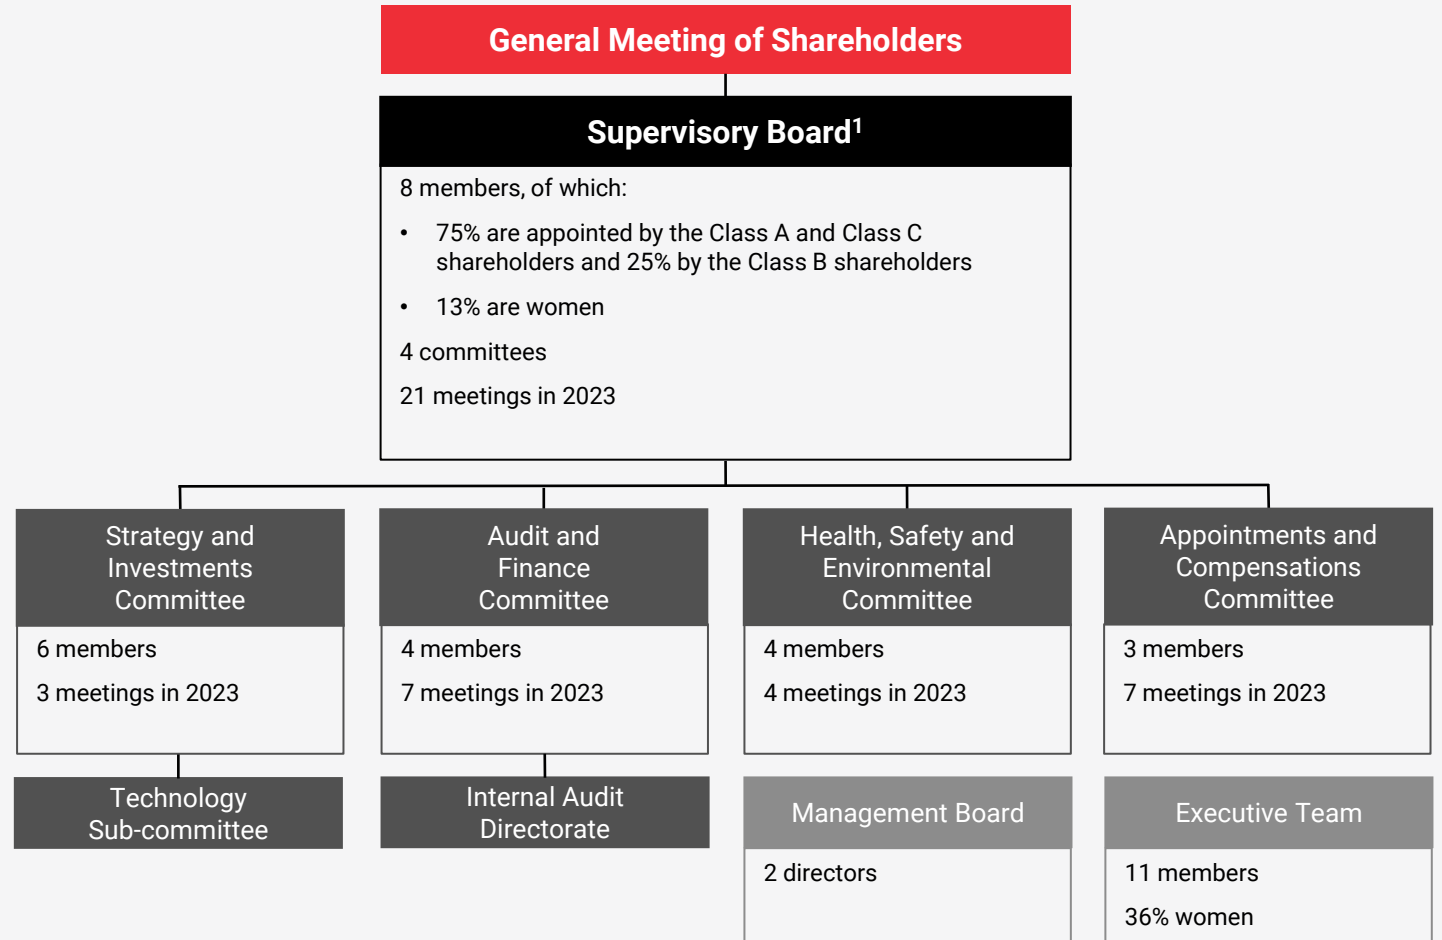 General Meeting of Shareholders
Supervisory Board¹
8 members, of which:
• 75% are appointed by the Class A and Class C
shareholders and 25% by the Class B shareholders
• 13% are women
4 committees
21 meetings in 2023
Strategy and
Investments
Committee
6 members
3 meetings in 2023
Audit and
Finance
Committee
4 members
7 meetings in 2023
Health, Safety and
Environmental
Committee
4 members
4 meetings in 2023
Appointments and
Compensations
Committee
3 members
7 meetings in 2023
Technology
Sub-committee
Internal Audit
Directorate
Management Board
2 directors
Executive Team
11 members
36% women